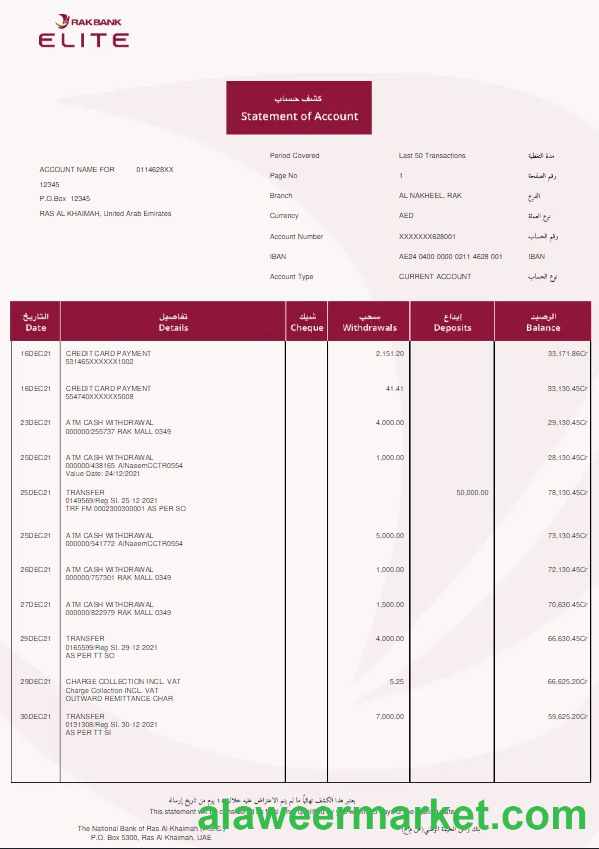 RAKBANK
ELITE
كشف حساب
Statement of Account
Period Covered Last 50 Transactions مدة التغطية
ACCOUNT NAME FOR 0114628XX
Page No 1 رقم الصفحة
12345
Branch AL NAKHEEL, RAK الفرع
P.O.Box 12345
RAS AL KHAIMAH, United Arab Emirates
Currency AED نوع العملة
Account Number XXXXXXX628001 رقم الحساب
IBAN AE24 0400 0000 0211 4628 001 IBAN
Account Type CURRENT ACCOUNT نوع الحساب
التاريخ تفاصيل شيك سحب إيداع الرصيد
Date Details Cheque Withdrawals Deposits Balance
16DEC21 CREDIT CARD PAYMENT 2,151.20 33,171.86Cr
531465XXXXXX1002
16DEC21 CREDIT CARD PAYMENT 41.41 33,130.45Cr
554740XXXXXX5008
23DEC21 ATM CASH WITHDRAWAL 4,000.00 29,130.45Cr
000000/255737 RAK MALL 0349
25DEC21 ATM CASH WITHDRAWAL 1,000.00 28,130.45Cr
000000/438165 AlNaeemCCTR0554
Value Date: 24/12/2021
25DEC21 TRANSFER 50,000.00 78,130.45Cr
0149569/Reg SI. 25 12 2021
TRF FM 0002300300001 AS PER SO
25DEC21 ATM CASH WITHDRAWAL 5,000.00 73,130.45Cr
000000/541772 AlNaeemCCTR0554
26DEC21 ATM CASH WITHDRAWAL 1,000.00 72,130.45Cr
000000/757301 RAK MALL 0349
27DEC21 ATM CASH WITHDRAWAL 1,500.00 70,630.45Cr
000000/822979 RAK MALL 0349
29DEC21 TRANSFER 4,000.00 66,630.45Cr
0165599/Reg SI. 29 12 2021
AS PER TT SO
29DEC21 CHARGE COLLECTION INCL. VAT 5.25 66,625.20Cr
Charge Collection INCL. VAT
OUTWARD REMITTANCE CHAR
30DEC21 TRANSFER 7,000.00 59,625.20Cr
0131308/Reg SI. 30-12 2021
AS PER TT SI
يعتبر هذا الكشف نهائياً ما لم يتم الاعتراض عليه خلال يوم من تاريخ إرساله
This statement will be
alaweermarket.com
The National Bank of Ras Al Khaimah
P.O. Box 5300, Ras Al Khaimah, UAE